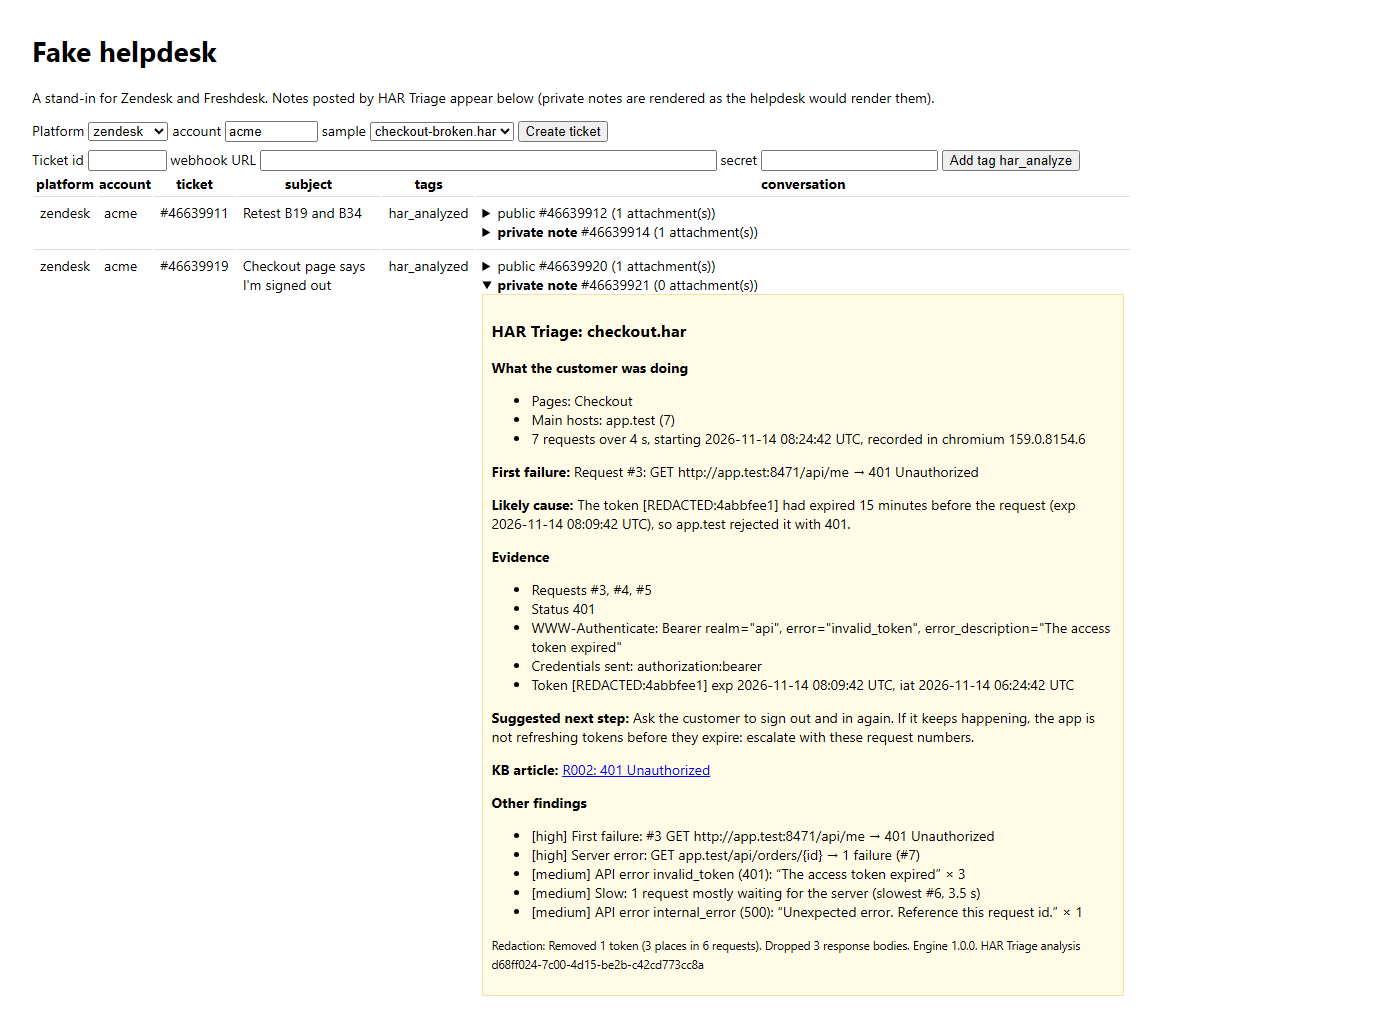 Fake helpdesk
A stand-in for Zendesk and Freshdesk. Notes posted by HAR Triage appear below (private notes are rendered as the helpdesk would render them).
Platform zendesk account acme sample checkout-broken.har Create ticket
Ticket id webhook URL secret Add tag har_analyze
platform account ticket subject tags conversation
zendesk acme #46639911 Retest B19 and B34 har_analyzed ▶ public #46639912 (1 attachment(s))
▶ private note #46639914 (1 attachment(s))
zendesk acme #46639919 Checkout page says har_analyzed ▶ public #46639920 (1 attachment(s))
I'm signed out ▼ private note #46639921 (0 attachment(s))
HAR Triage: checkout.har
What the customer was doing
• Pages: Checkout
• Main hosts: app.test (7)
• 7 requests over 4 s, starting 2026-11-14 08:24:42 UTC, recorded in chromium 159.0.8154.6
First failure: Request #3: GET http://app.test:8471/api/me → 401 Unauthorized
Likely cause: The token [REDACTED:4abbfee1] had expired 15 minutes before the request (exp
2026-11-14 08:09:42 UTC), so app.test rejected it with 401.
Evidence
• Requests #3, #4, #5
• Status 401
• WWW-Authenticate: Bearer realm="api", error="invalid_token", error_description="The access
token expired"
• Credentials sent: authorization:bearer
• Token [REDACTED:4abbfee1] exp 2026-11-14 08:09:42 UTC, iat 2026-11-14 06:24:42 UTC
Suggested next step: Ask the customer to sign out and in again. If it keeps happening, the app is
not refreshing tokens before they expire: escalate with these request numbers.
KB article: R002: 401 Unauthorized
Other findings
• [high] First failure: #3 GET http://app.test:8471/api/me → 401 Unauthorized
• [high] Server error: GET app.test/api/orders/{id} → 1 failure (#7)
• [medium] API error invalid_token (401): “The access token expired” × 3
• [medium] Slow: 1 request mostly waiting for the server (slowest #6, 3.5 s)
• [medium] API error internal_error (500): “Unexpected error. Reference this request id.” × 1
Redaction: Removed 1 token (3 places in 6 requests). Dropped 3 response bodies. Engine 1.0.0. HAR Triage analysis
d68ff024-7c00-4d15-be2b-c42cd773cc8a